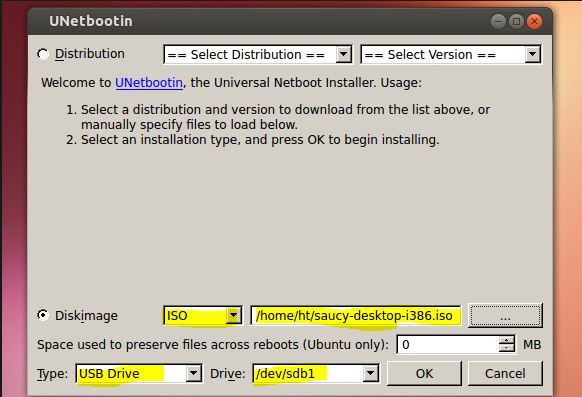 UNetbootin
Distribution == Select Distribution == == Select Version ==
Welcome to UNetbootin, the Universal Netboot Installer. Usage:
1. Select a distribution and version to download from the list above, or
manually specify files to load below.
2. Select an installation type, and press OK to begin installing.
Diskimage ISO /home/ht/saucy-desktop-i386.iso ...
Space used to preserve files across reboots (Ubuntu only): 0 MB
Type: USB Drive Drive: /dev/sdb1 OK Cancel